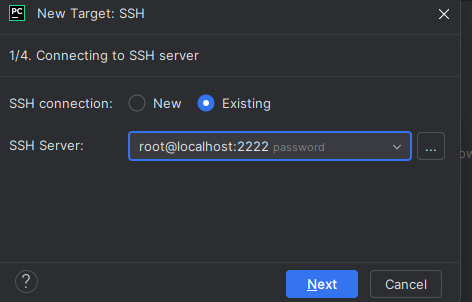 PC New Target: SSH
1/4. Connecting to SSH server
SSH connection: New Existing
SSH Server: root@localhost:2222 password ...
? Next Cancel